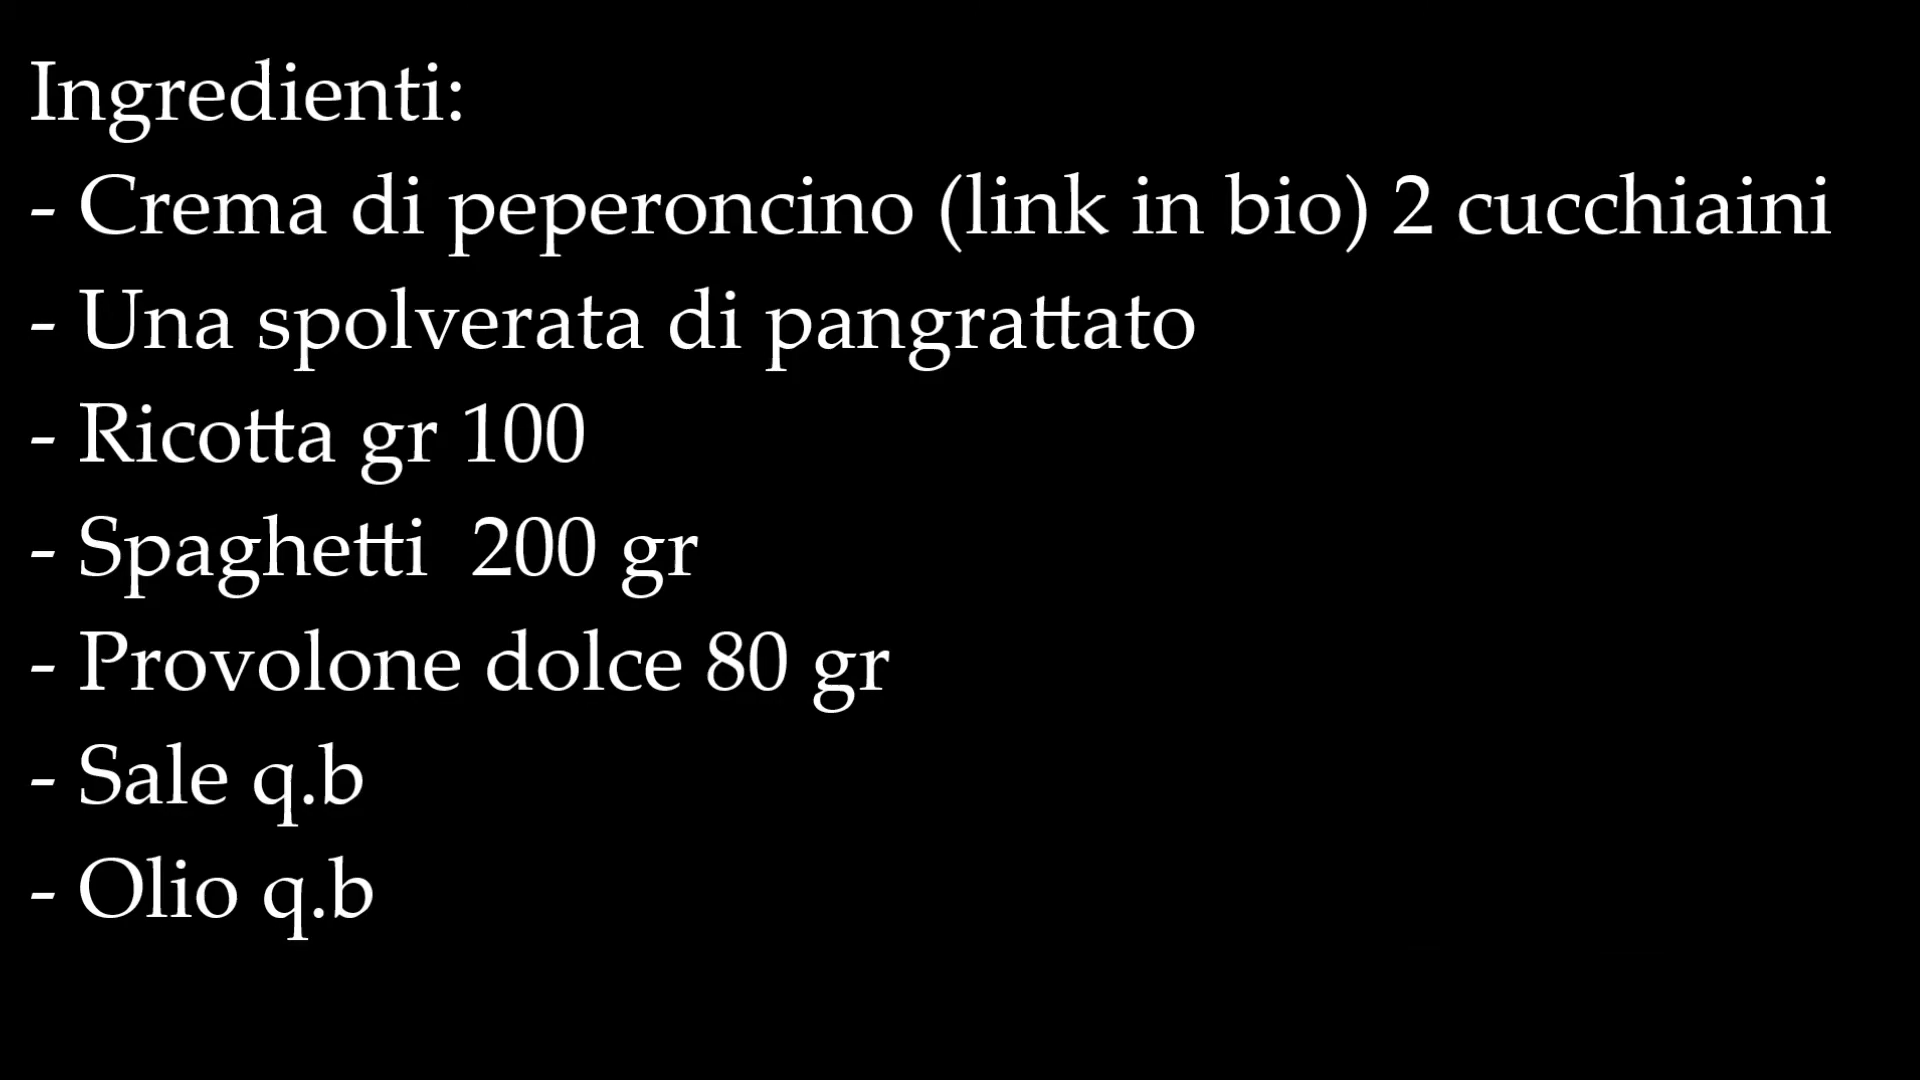 Ingredienti:
- Crema di peperoncino (link in bio) 2 cucchiaini
- Una spolverata di pangrattato
- Ricotta gr 100
- Spaghetti  200 gr
- Provolone dolce 80 gr
- Sale q.b
- Olio q.b